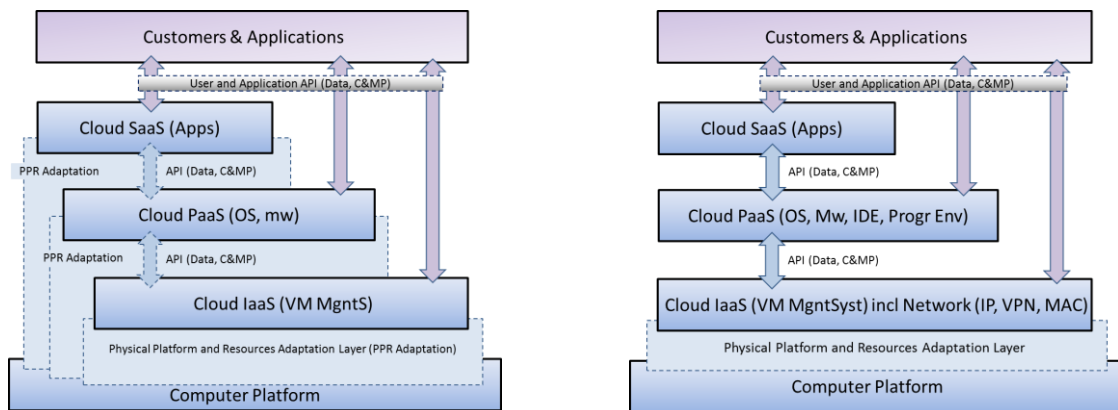 Customers & Applications
User and Application API (Data, C&MP)
Cloud SaaS (Apps)
PPR Adaptation
API (Data, C&MP)
Cloud PaaS (OS, mw)
PPR Adaptation
API (Data, C&MP)
Cloud IaaS (VM MgntS)
Physical Platform and Resources Adaptation Layer (PPR Adaptation)
Computer Platform
Customers & Applications
User and Application API (Data, C&MP)
Cloud SaaS (Apps)
API (Data, C&MP)
Cloud PaaS (OS, Mw, IDE, Progr Env)
API (Data, C&MP)
Cloud IaaS (VM MgntSyst) incl Network (IP, VPN, MAC)
Physical Platform and Resources Adaptation Layer
Computer Platform